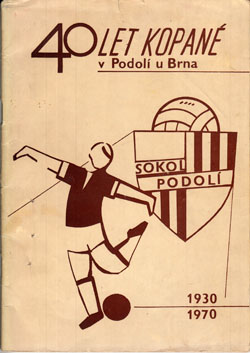 40 LET KOPANÉ
v Podolí u Brna
SOKOL
PODOLÍ
1930
1970